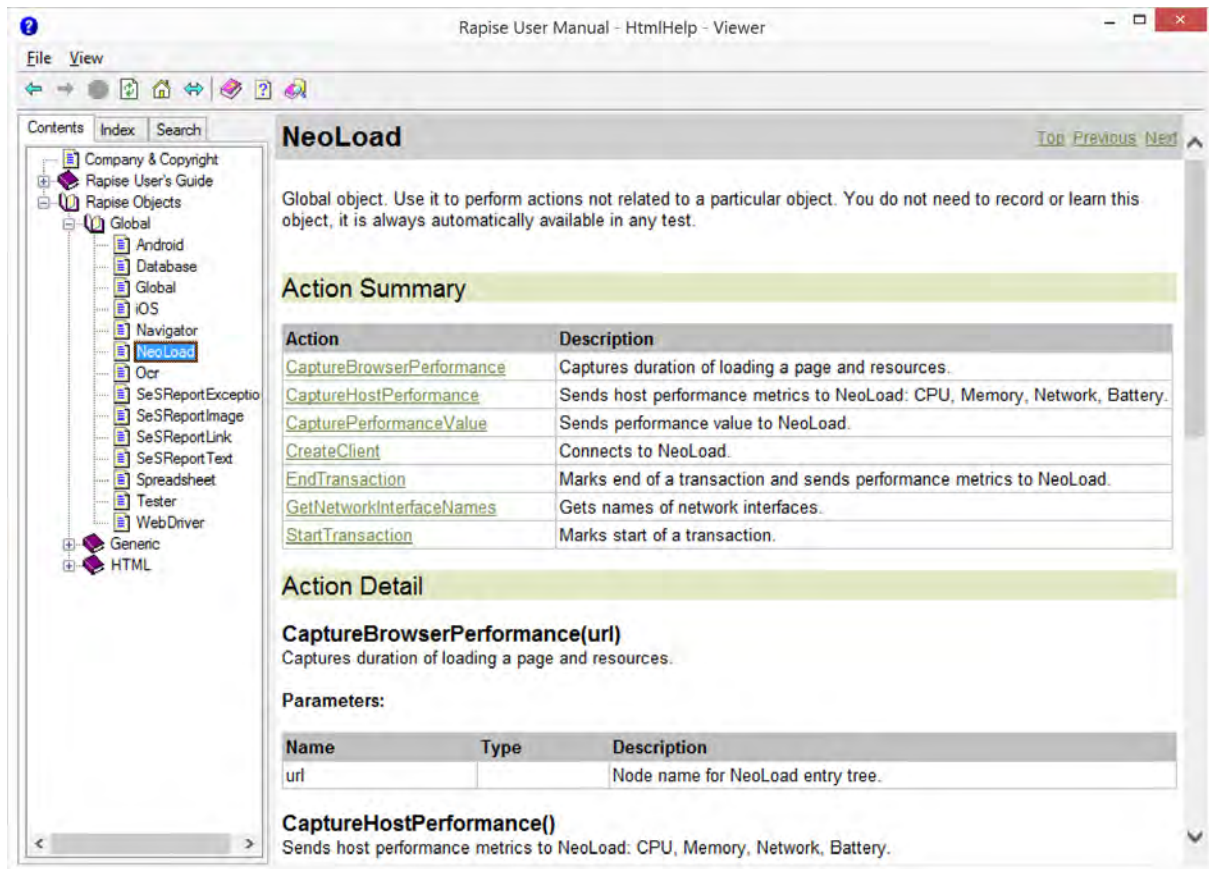 Rapise User Manual - HtmlHelp - Viewer
File View
Contents Index Search
Company & Copyright
Rapise User's Guide
Rapise Objects
Global
Android
Database
Global
iOS
Navigator
NeoLoad
Ocr
SeSReportExceptio
SeSReportImage
SeSReportLink
SeSReportText
Spreadsheet
Tester
WebDriver
Generic
HTML
NeoLoad
Top Previous Next
Global object. Use it to perform actions not related to a particular object. You do not need to record or learn this
object, it is always automatically available in any test.
Action Summary
Action Description
CaptureBrowserPerformance Captures duration of loading a page and resources.
CaptureHostPerformance Sends host performance metrics to NeoLoad: CPU, Memory, Network, Battery.
CapturePerformanceValue Sends performance value to NeoLoad.
CreateClient Connects to NeoLoad.
EndTransaction Marks end of a transaction and sends performance metrics to NeoLoad.
GetNetworkInterfaceNames Gets names of network interfaces.
StartTransaction Marks start of a transaction.
Action Detail
CaptureBrowserPerformance(url)
Captures duration of loading a page and resources.
Parameters:
Name Type Description
url Node name for NeoLoad entry tree.
CaptureHostPerformance()
Sends host performance metrics to NeoLoad: CPU, Memory, Network, Battery.